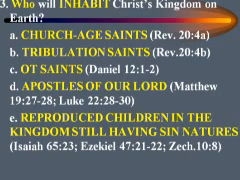 3. Who will INHABIT Christ's Kingdom on
Earth?
a. CHURCH-AGE SAINTS (Rev. 20:4a)
b. TRIBULATION SAINTS (Rev.20:4b)
c. OT SAINTS (Daniel 12:1-2)
d. APOSTLES OF OUR LORD (Matthew
19:27-28; Luke 22:28-30)
e. REPRODUCED CHILDREN IN THE
KINGDOM STILL HAVING SIN NATURES
(Isaiah 65:23; Ezekiel 47:21-22; Zech.10:8)